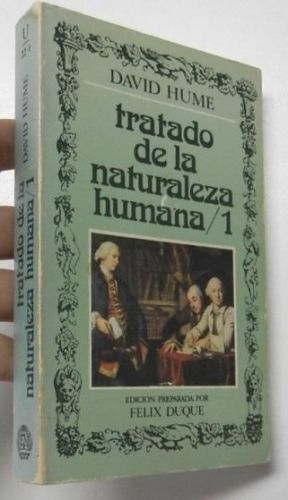 DAVID HUME
tratado
de la
naturaleza
humana/1
EDICION PREPARADA POR
FELIX DUQUE
DAVID HUME
tratado de la
naturaleza humana/1